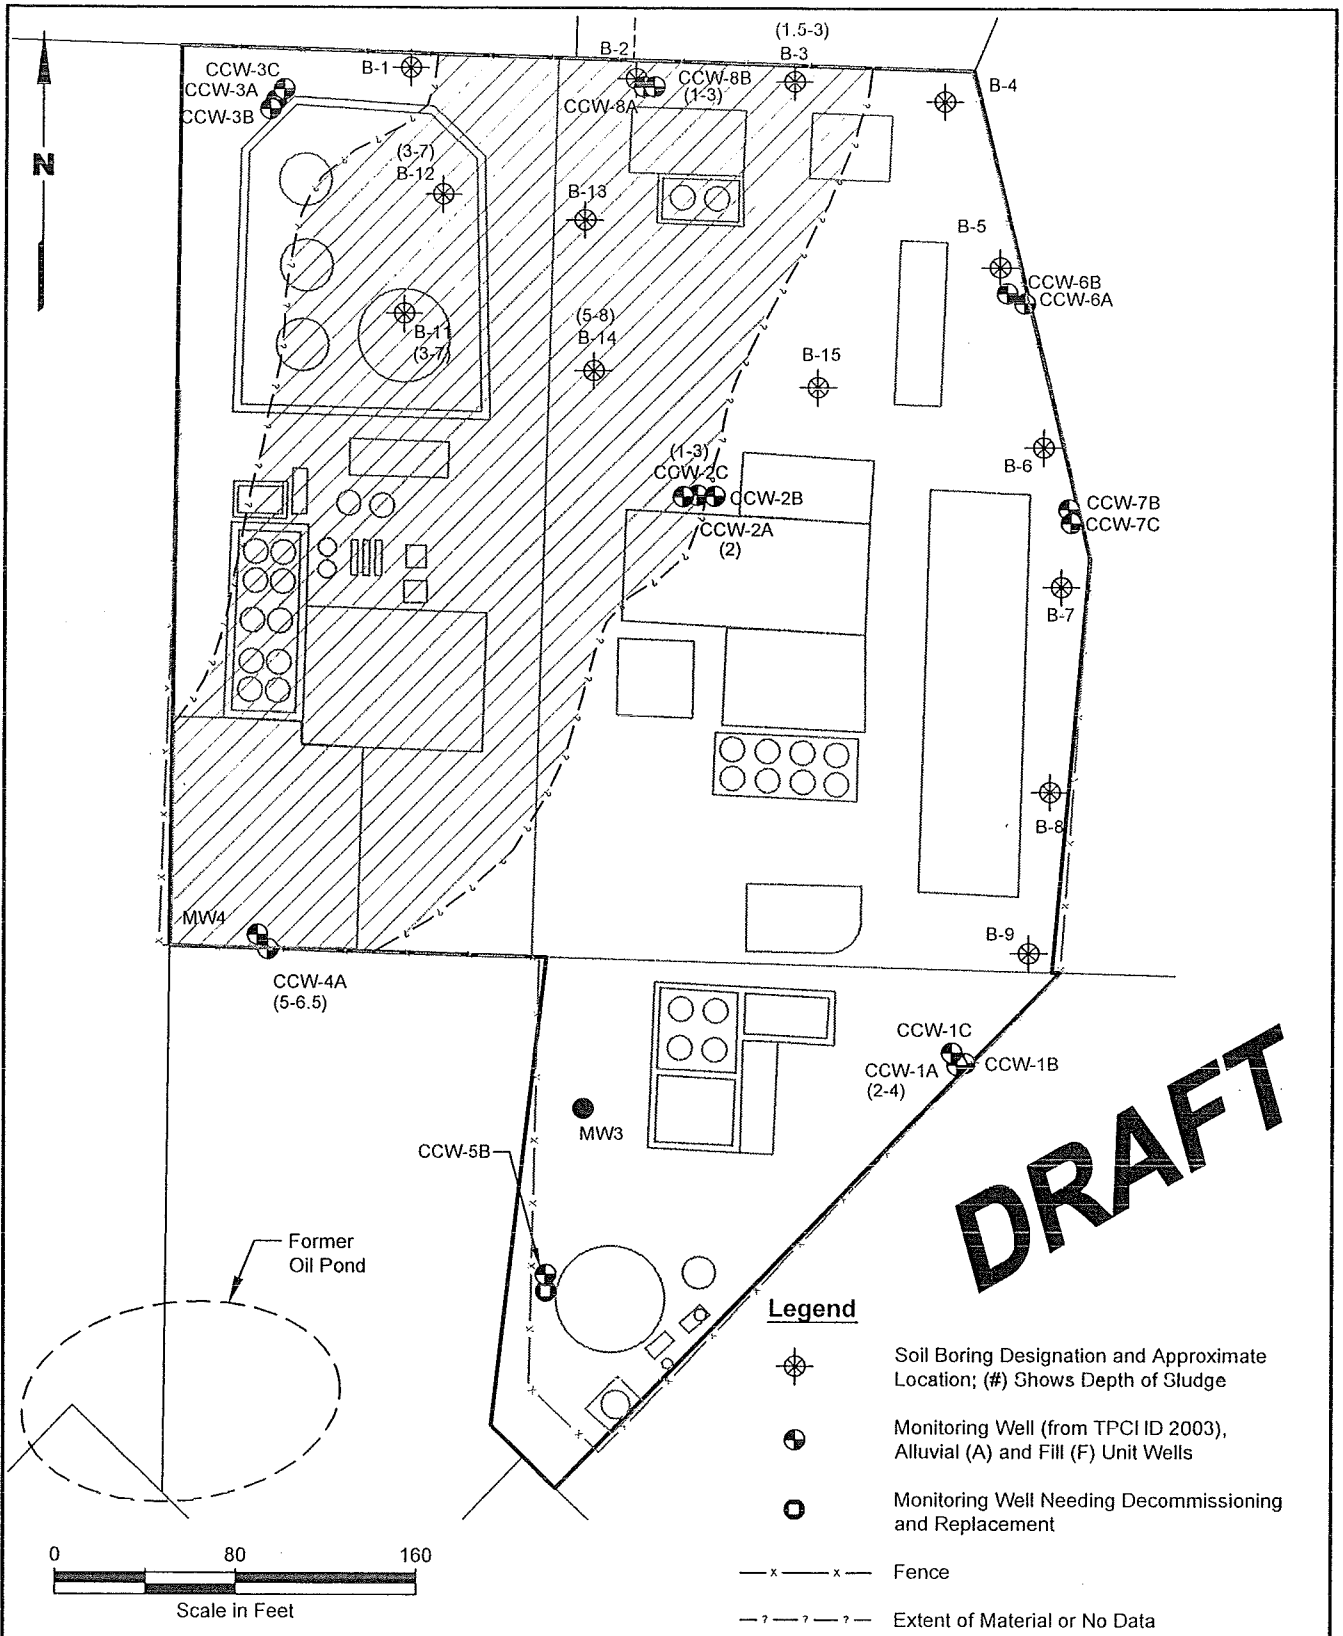 (1.5-3)
B-2
B-3
CCW-3C
CCW-3A
CCW-3B
B-1
CCW-8B
(1-3)
CCW-8A
B-4
N
(3-7)
B-12
B-13
B-5
CCW-6B
CCW-6A
(5-8)
B-14
B-11
(3-7)
B-15
(1-3)
CCW-2C
CCW-2B
CCW-2A
(2)
B-6
CCW-7B
CCW-7C
B-7
B-8
MW4
CCW-4A
(5-6.5)
B-9
CCW-1C
CCW-1A
(2-4)
CCW-1B
MW3
CCW-5B
DRAFT
Former
Oil Pond
Legend
Soil Boring Designation and Approximate
Location; (#) Shows Depth of Sludge
Monitoring Well (from TPCI ID 2003),
Alluvial (A) and Fill (F) Unit Wells
Monitoring Well Needing Decommissioning
and Replacement
x x Fence
? ? ? Extent of Material or No Data
0 80 160
Scale in Feet